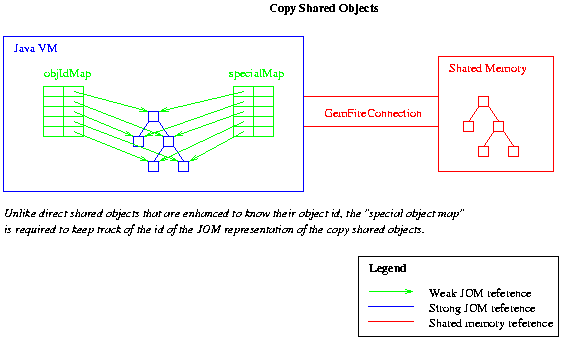 Copy Shared Objects
Java VM
objIdMap
specialMap
Shared Memory
GemFireConnection
Unlike direct shared objects that are enhanced to know their object id, the "special object map"
is required to keep track of the id of the JOM representation of the copy shared objects.
Legend
Weak JOM reference
Strong JOM reference
Shared memory reference